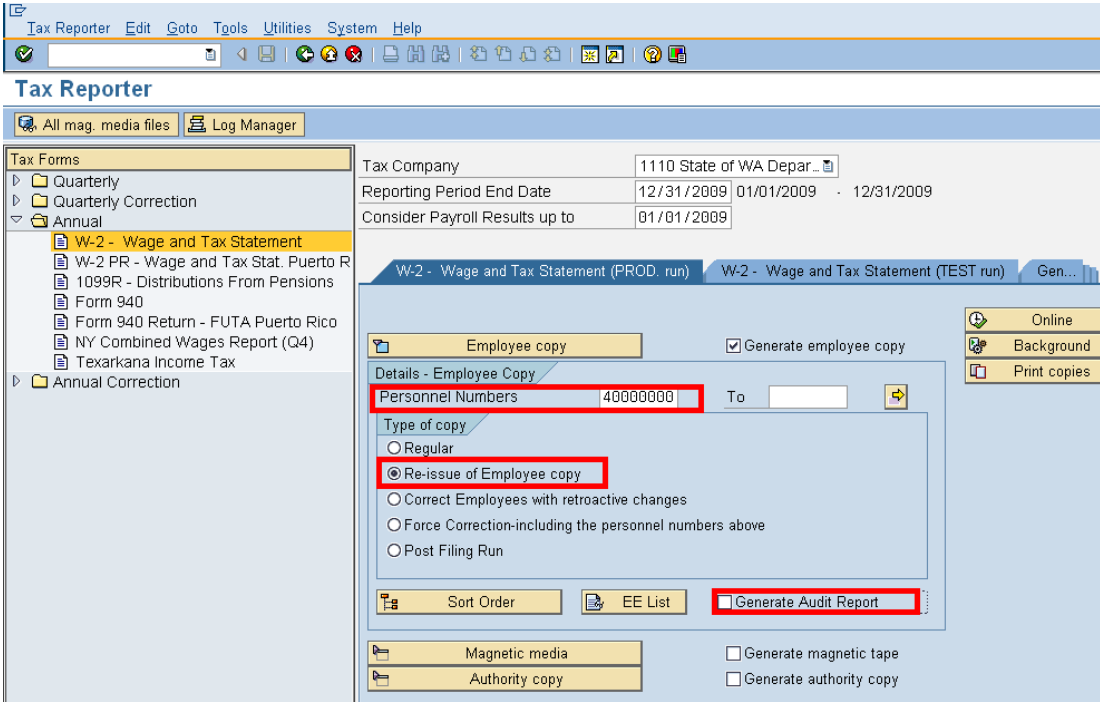 Tax Reporter Edit Goto Tools Utilities System Help
Tax Reporter
All mag. media files Log Manager
Tax Forms
Quarterly
Quarterly Correction
Annual
W-2 - Wage and Tax Statement
W-2 PR - Wage and Tax Stat. Puerto R
1099R - Distributions From Pensions
Form 940
Form 940 Return - FUTA Puerto Rico
NY Combined Wages Report (Q4)
Texarkana Income Tax
Annual Correction
Tax Company 1110 State of WA Depar..
Reporting Period End Date 12/31/2009 01/01/2009 - 12/31/2009
Consider Payroll Results up to 01/01/2009
W-2 - Wage and Tax Statement (PROD. run) W-2 - Wage and Tax Statement (TEST run) Gen...
Online
Employee copy Generate employee copy Background
Details - Employee Copy Print copies
Personnel Numbers 40000000 To
Type of copy
Regular
Re-issue of Employee copy
Correct Employees with retroactive changes
Force Correction-including the personnel numbers above
Post Filing Run
Sort Order EE List Generate Audit Report
Magnetic media Generate magnetic tape
Authority copy Generate authority copy